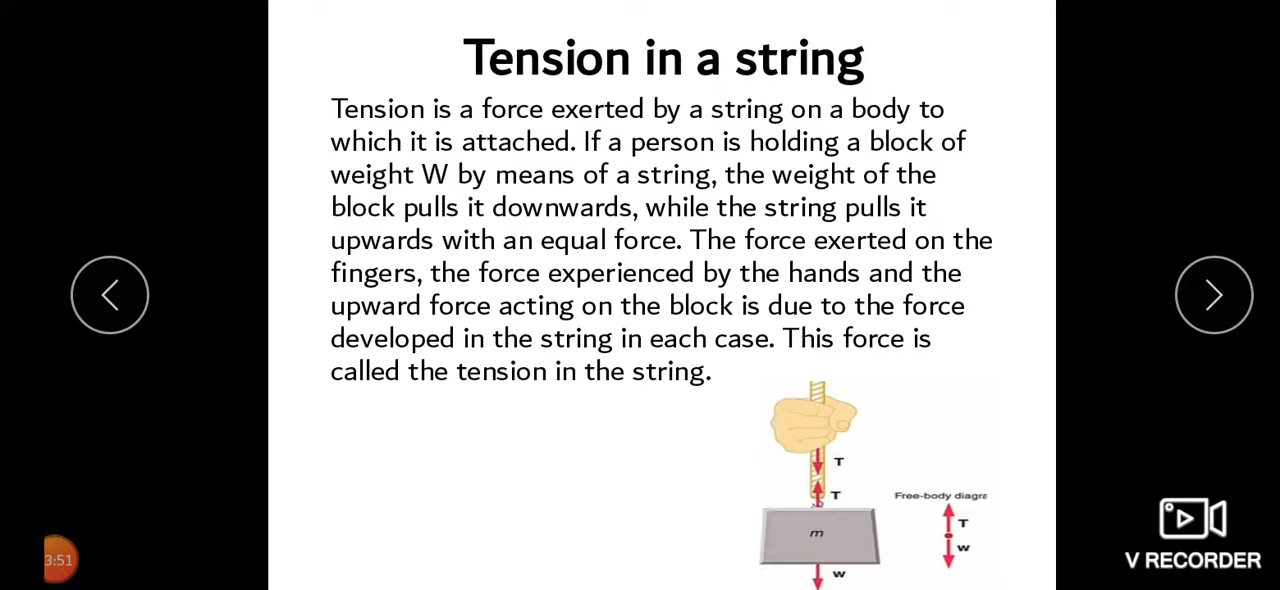 Tension in a string
Tension is a force exerted by a string on a body to
which it is attached. If a person is holding a block of
weight W by means of a string, the weight of the
block pulls it downwards, while the string pulls it
upwards with an equal force. The force exerted on the
fingers, the force experienced by the hands and the
upward force acting on the block is due to the force
developed in the string in each case. This force is
called the tension in the string.
T
T
Free-body diagra
T
m
w
w
3:51
V RECORDER